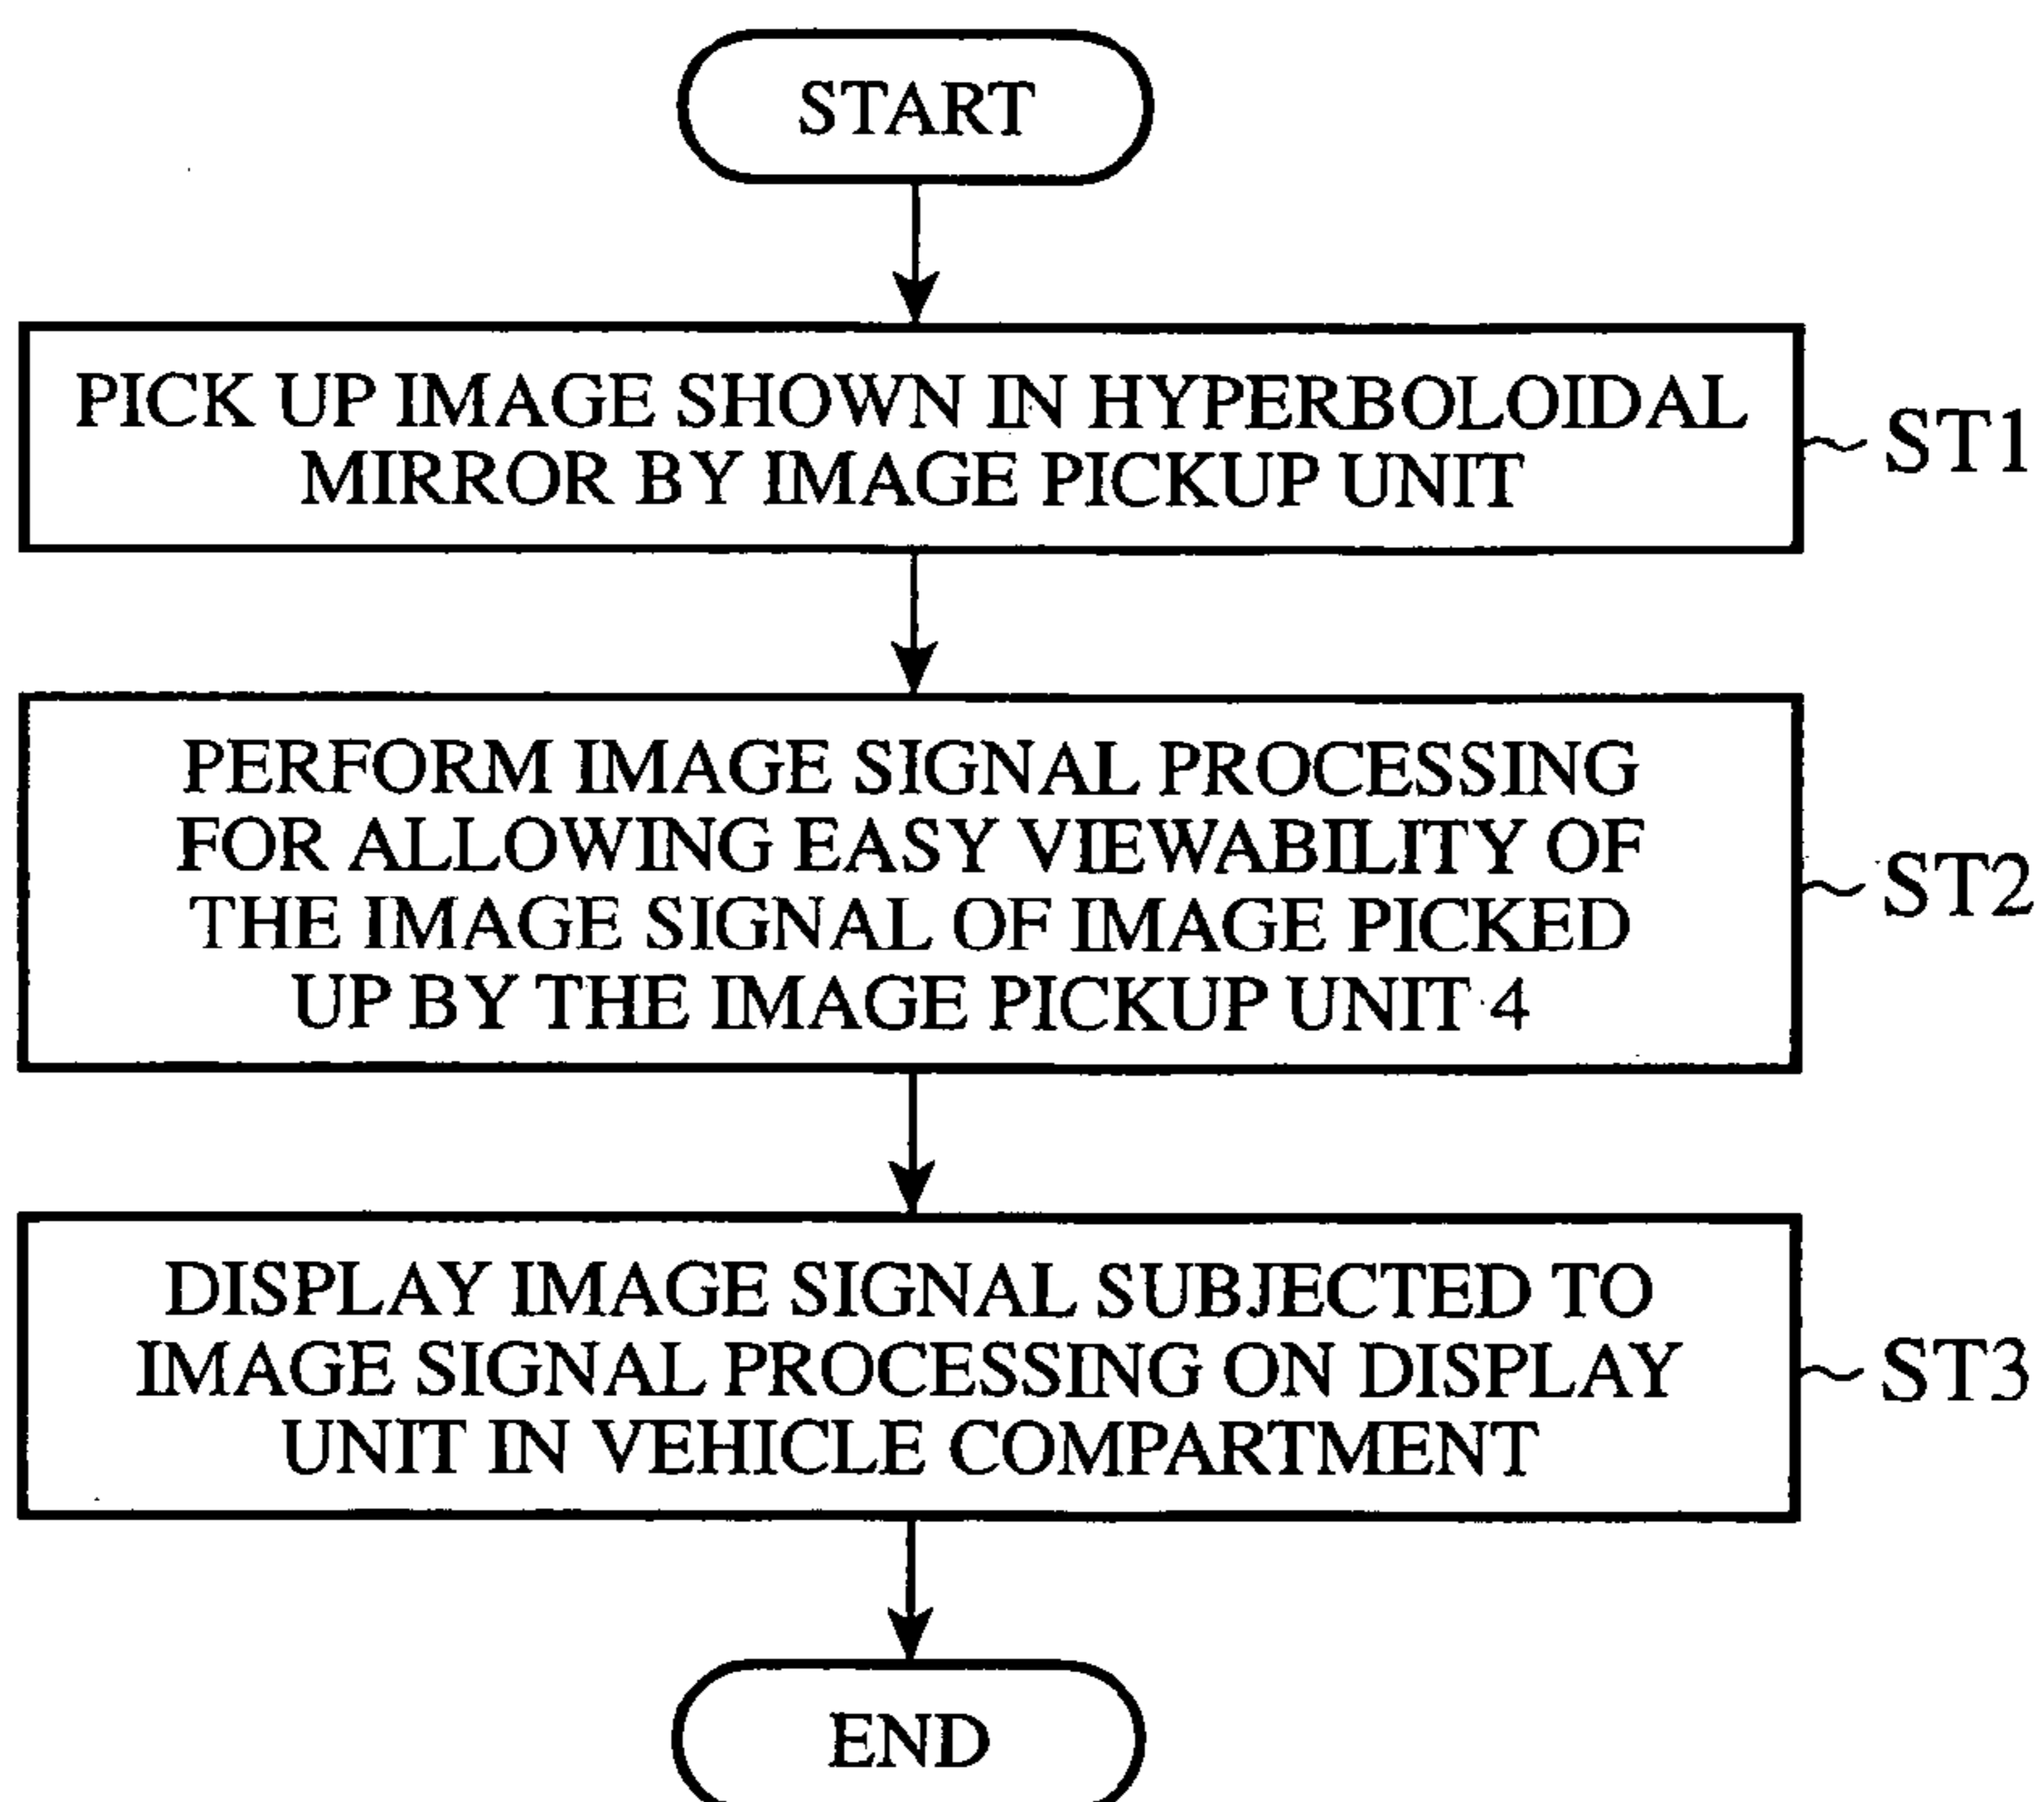 START
PICK UP IMAGE SHOWN IN HYPERBOLOIDAL
MIRROR BY IMAGE PICKUP UNIT
ST1
PERFORM IMAGE SIGNAL PROCESSING
FOR ALLOWING EASY VIEWABILITY OF
THE IMAGE SIGNAL OF IMAGE PICKED
UP BY THE IMAGE PICKUP UNIT 4
ST2
DISPLAY IMAGE SIGNAL SUBJECTED TO
IMAGE SIGNAL PROCESSING ON DISPLAY
UNIT IN VEHICLE COMPARTMENT
ST3
END